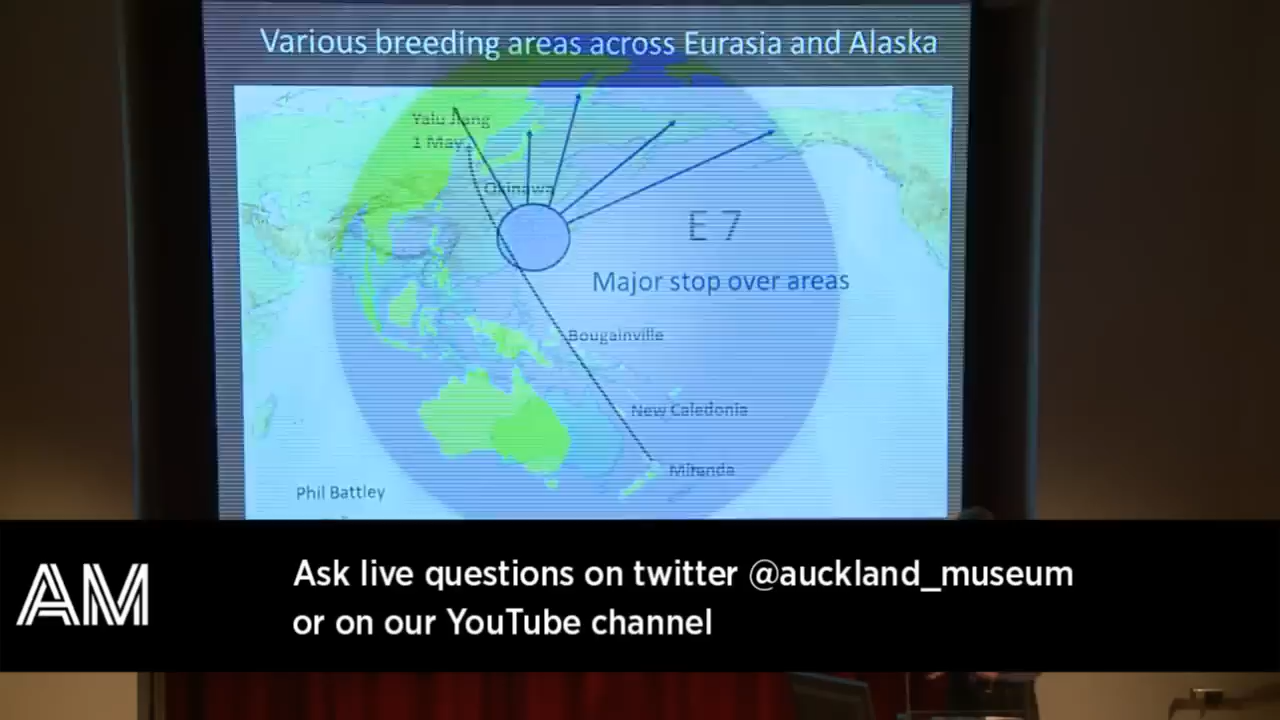 Various breeding areas across Eurasia and Alaska
Yalu Jiang
1 May
Okinawa
E 7
Major stop over areas
Bougainville
New Caledonia
Miranda
Phil Battley
AM
Ask live questions on twitter @auckland_museum
or on our YouTube channel